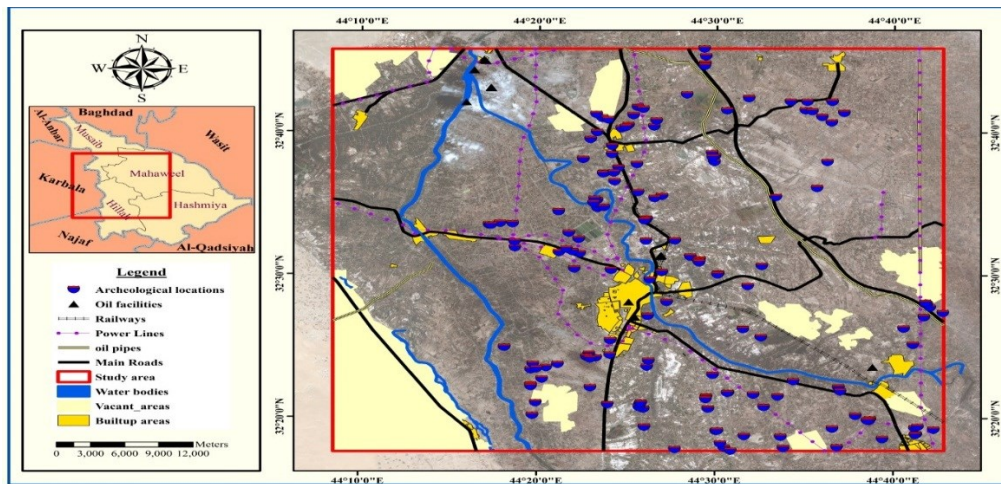 N
W E
S
Baghdad
Al-Anbar
Musaib
Wasit
Mahaweel
Karbala
Hashmiya
Hillah
Najaf
Al-Qadsiyah
Legend
Archeological locations
Oil facilities
Railways
Power Lines
oil pipes
Main Roads
Study area
Water bodies
Vacant_areas
Builtup areas
Meters
0 3,000 6,000 9,000 12,000
44°10'0"E 44°20'0"E 44°30'0"E 44°40'0"E
32°40'0"N 32°40'0"N
32°30'0"N 32°30'0"N
32°20'0"N 32°20'0"N
44°10'0"E 44°20'0"E 44°30'0"E 44°40'0"E